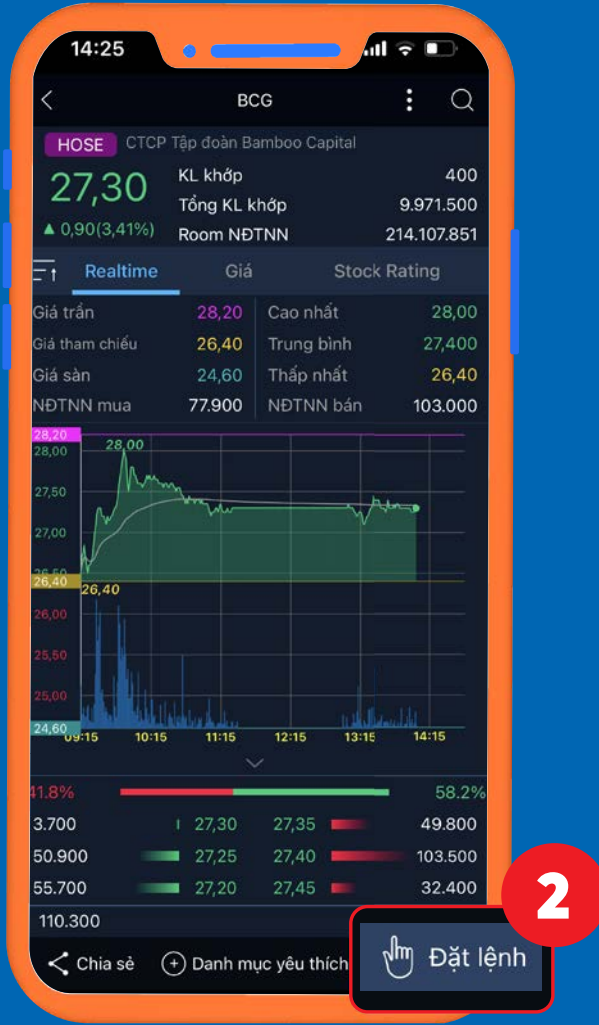 14:25
BCG
HOSE CTCP Tập đoàn Bamboo Capital
27,30
▲ 0,90(3,41%)
KL khớp 400
Tổng KL khớp 9.971.500
Room NĐTNN 214.107.851
Realtime Giá Stock Rating
Giá trần 28,20 Cao nhất 28,00
Giá tham chiếu 26,40 Trung bình 27,400
Giá sàn 24,60 Thấp nhất 26,40
NĐTNN mua 77.900 NĐTNN bán 103.000
28,20
28,00 28,00
27,50
27,00
26,50
26,40 26,40
26,00
25,50
25,00
24,60
09:15 10:15 11:15 12:15 13:15 14:15
41.8% 58.2%
3.700 27,30 27,35 49.800
50.900 27,25 27,40 103.500
55.700 27,20 27,45 32.400
110.300
2
Chia sẻ Danh mục yêu thích Đặt lệnh